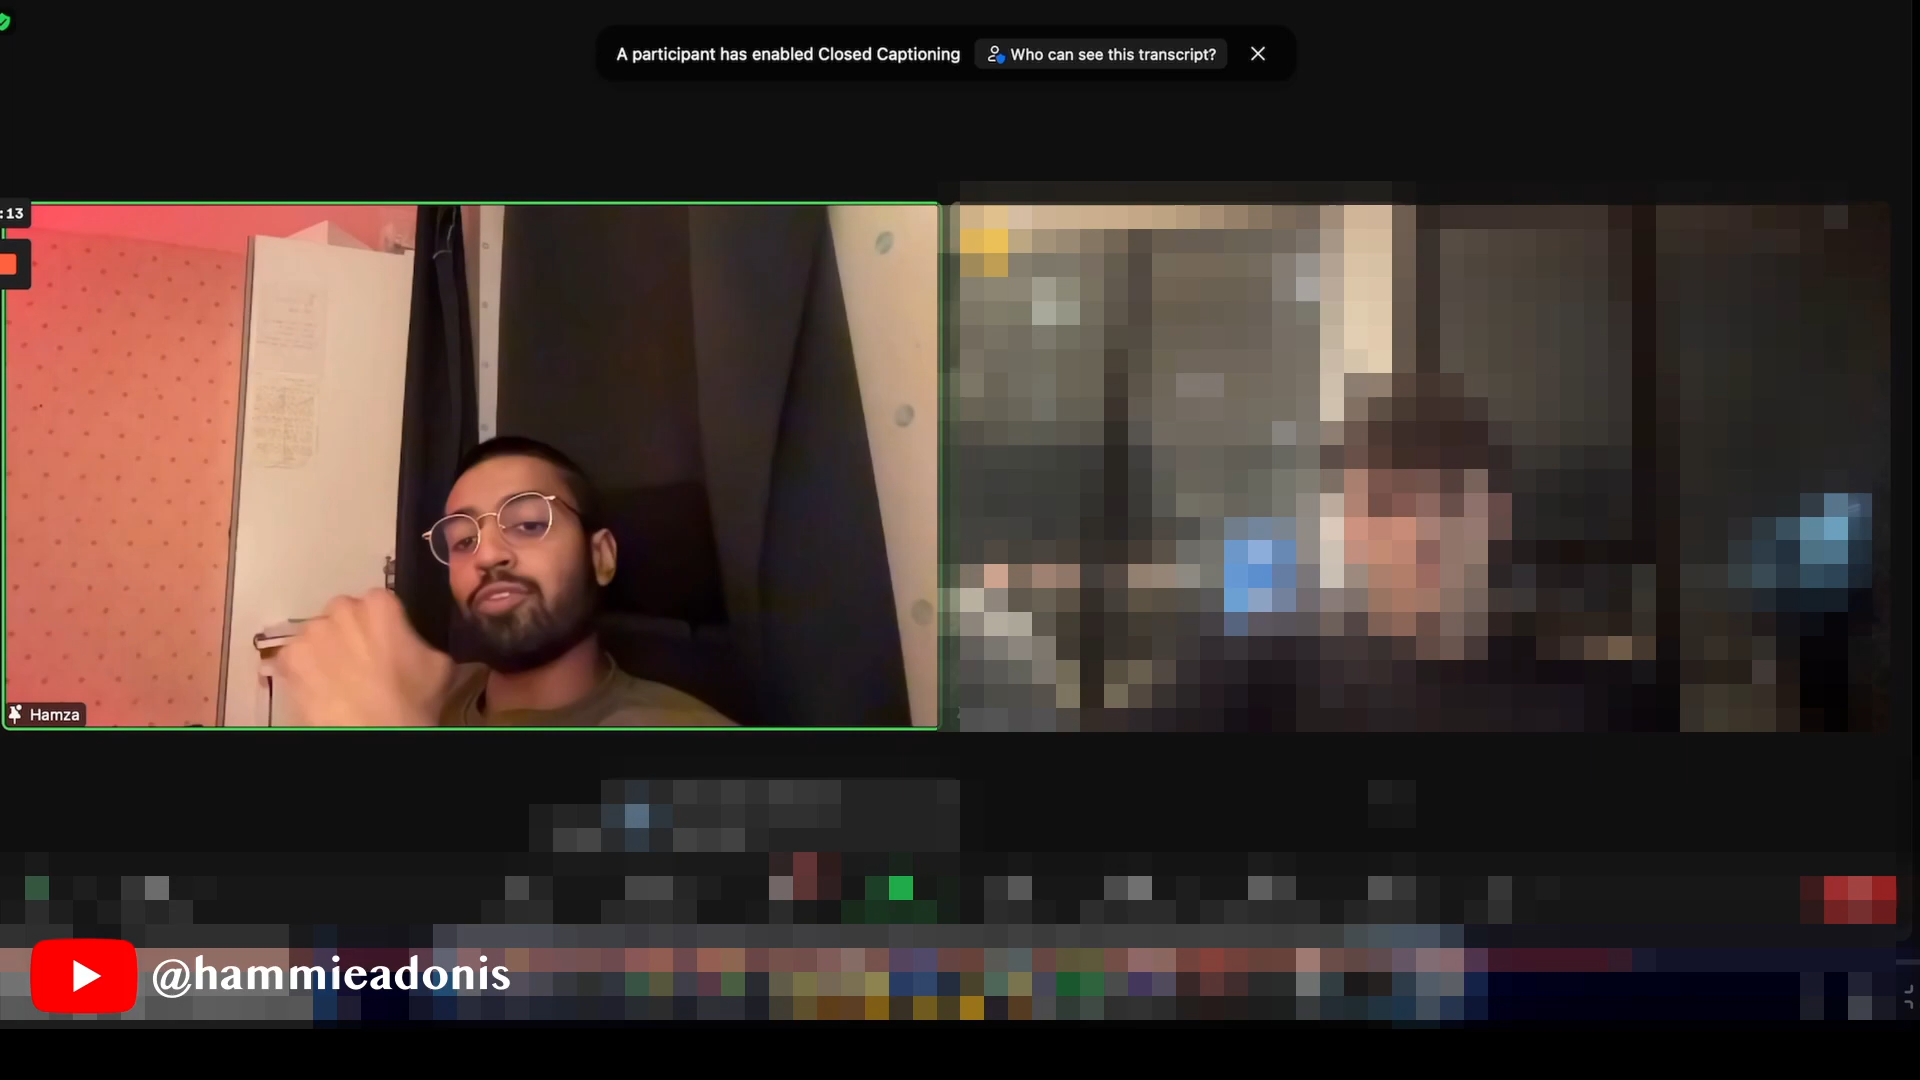 A participant has enabled Closed Captioning
Who can see this transcript?
:13
Hamza
@hammieadonis